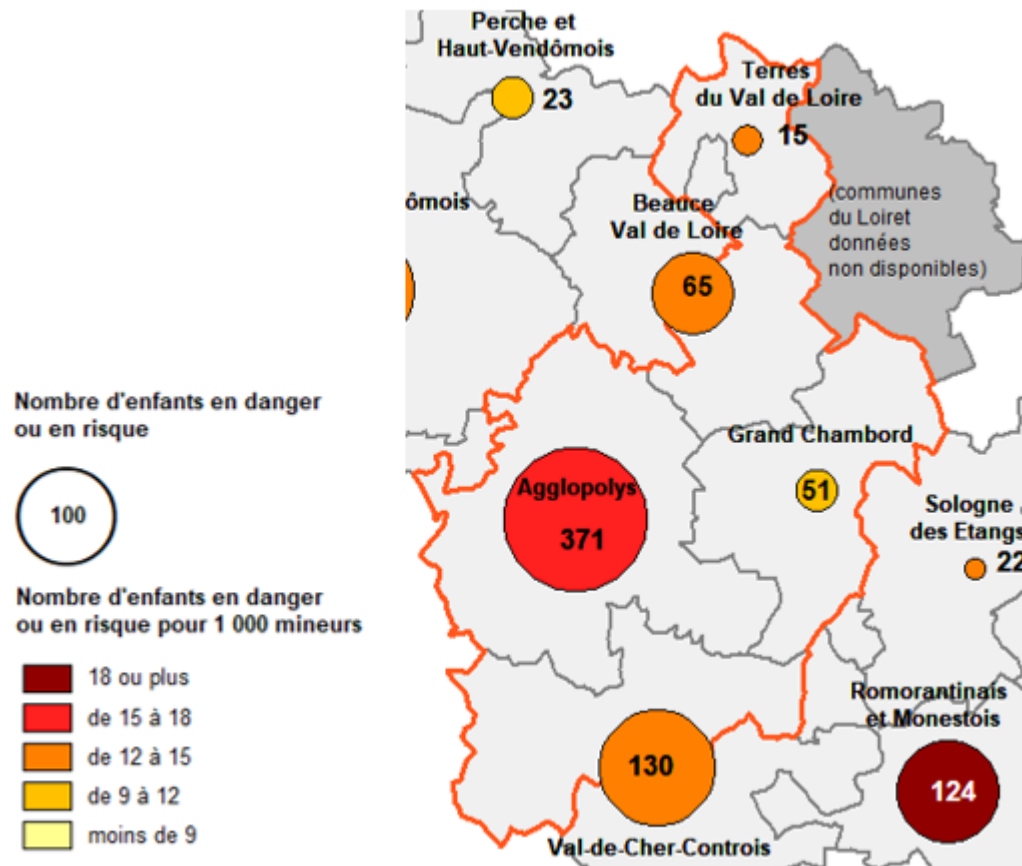 Perche et
Haut-Vendômois
23
Terres
du Val de Loire
15
(communes
du Loiret
données
non disponibles)
ômois
Beauce
Val de Loire
65
Nombre d'enfants en danger
ou en risque
100
Grand Chambord
51
Agglopolys
371
Sologne
des Etangs
22
Nombre d'enfants en danger
ou en risque pour 1 000 mineurs
18 ou plus
de 15 à 18
de 12 à 15
de 9 à 12
moins de 9
Romorantinais
et Monestois
124
130
Val-de-Cher-Controis